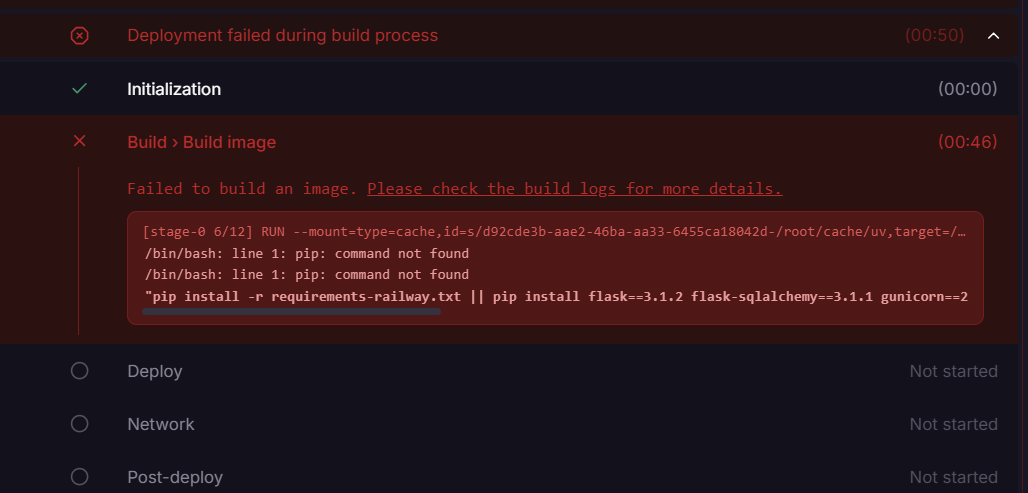 Deployment failed during build process (00:50)
Initialization (00:00)
Build › Build image (00:46)
Failed to build an image. Please check the build logs for more details.
[stage-0 6/12] RUN --mount=type=cache,id=s/d92cde3b-aae2-46ba-aa33-6455ca18042d-/root/cache/uv,target=/…
/bin/bash: line 1: pip: command not found
/bin/bash: line 1: pip: command not found
"pip install -r requirements-railway.txt || pip install flask==3.1.2 flask-sqlalchemy==3.1.1 gunicorn==2
Deploy Not started
Network Not started
Post-deploy Not started